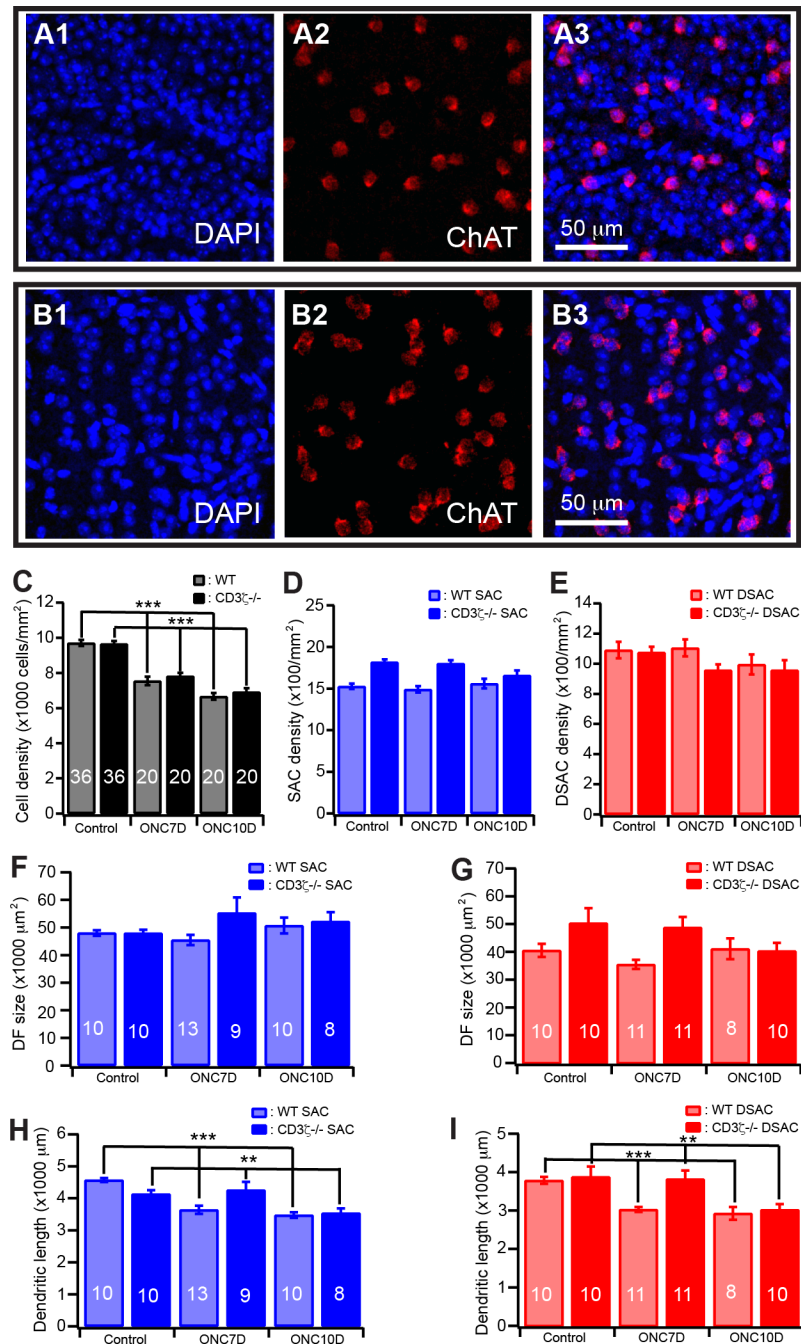 A1
A2
A3
DAPI
ChAT
50 μm
B1
B2
B3
DAPI
ChAT
50 μm
C
: WT
: CD3ζ-/-
***
***
Cell density (x1000 cells/mm²)
12
10
8
6
4
2
0
36
36
20
20
20
20
Control
ONC7D
ONC10D
D
: WT SAC
: CD3ζ-/- SAC
SAC density (x100/mm²)
25
20
15
10
5
0
Control
ONC7D
ONC10D
E
: WT DSAC
: CD3ζ-/- DSAC
DSAC density (x100/mm²)
14
12
10
8
6
4
2
0
Control
ONC7D
ONC10D
F
: WT SAC
: CD3ζ-/- SAC
DF size (x1000 μm²)
70
60
50
40
30
20
10
0
10
10
13
9
10
8
Control
ONC7D
ONC10D
G
: WT DSAC
: CD3ζ-/- DSAC
DF size (x1000 μm²)
70
60
50
40
30
20
10
0
10
10
11
11
8
10
Control
ONC7D
ONC10D
H
: WT SAC
: CD3ζ-/- SAC
***
**
Dendritic length (x1000 μm)
6
5
4
3
2
1
0
10
10
13
9
10
8
Control
ONC7D
ONC10D
I
: WT DSAC
: CD3ζ-/- DSAC
**
***
Dendritic length (x1000 μm)
5
4
3
2
1
0
10
10
11
11
8
10
Control
ONC7D
ONC10D